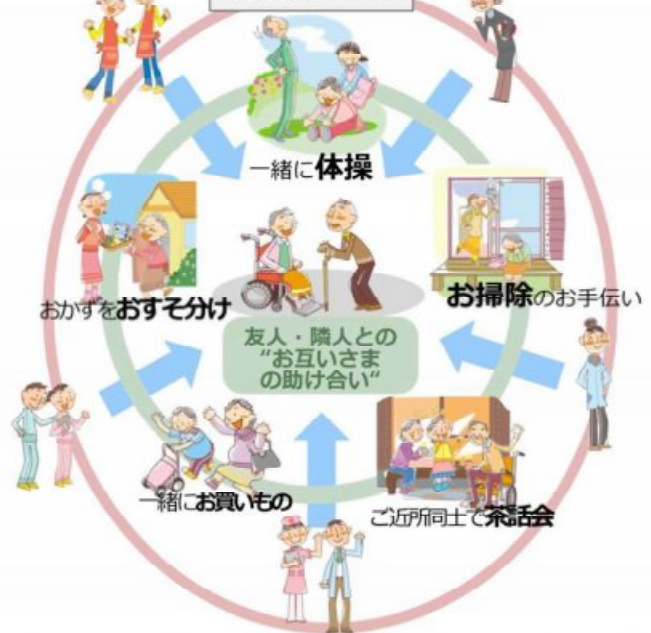 一緒に体操
おかずをおすそ分け
お掃除のお手伝い
友人・隣人との
“お互いさま
の助け合い“
一緒にお買いもの
ご近所同士で茶話会